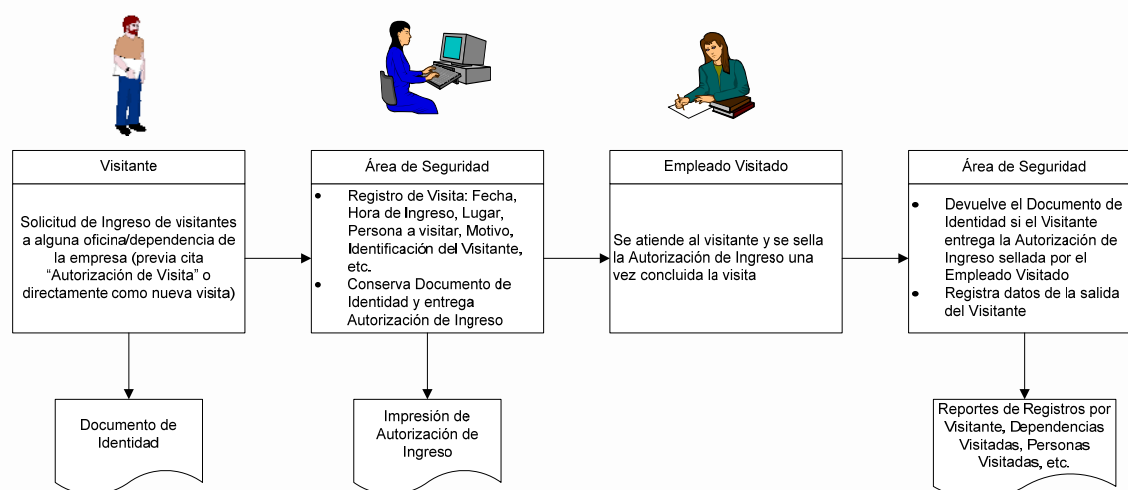 Visitante
Solicitud de Ingreso de visitantes
a alguna oficina/dependencia de
la empresa (previa cita
“Autorización de Visita” o
directamente como nueva visita)
Documento de
Identidad
Área de Seguridad
• Registro de Visita: Fecha,
Hora de Ingreso, Lugar,
Persona a visitar, Motivo,
Identificación del Visitante,
etc.
• Conserva Documento de
Identidad y entrega
Autorización de Ingreso
Impresión de
Autorización de
Ingreso
Empleado Visitado
Se atiende al visitante y se sella
la Autorización de Ingreso una
vez concluida la visita
Área de Seguridad
• Devuelve el Documento de
Identidad si el Visitante
entrega la Autorización de
Ingreso sellada por el
Empleado Visitado
• Registra datos de la salida
del Visitante
Reportes de Registros por
Visitante, Dependencias
Visitadas, Personas
Visitadas, etc.